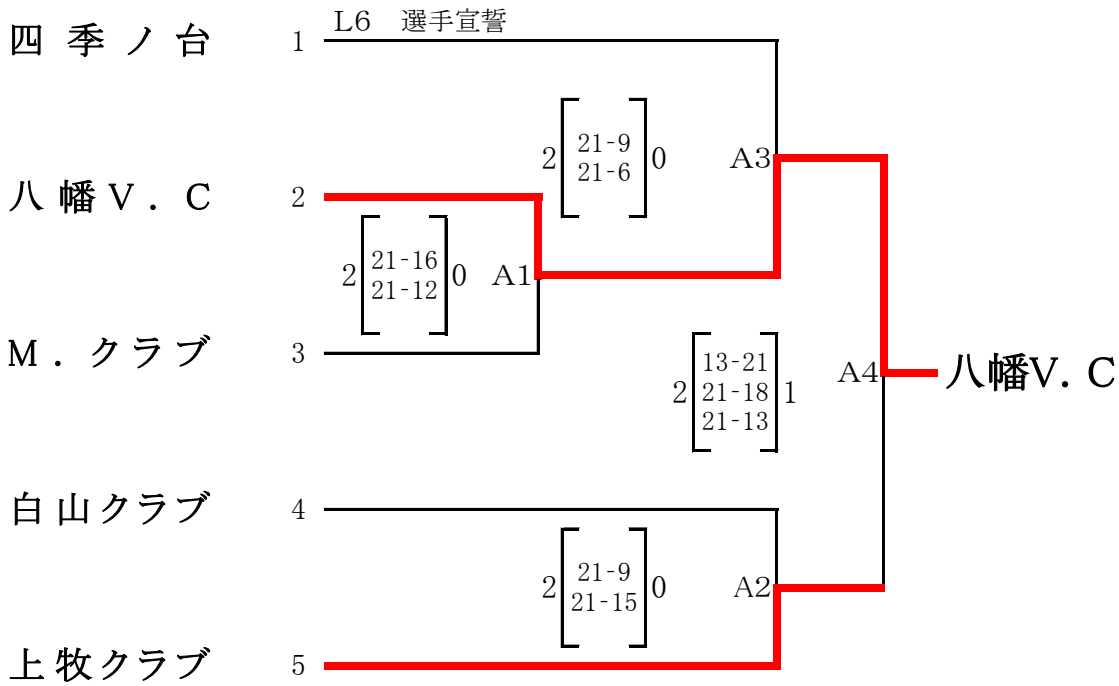 L6 選手宣誓
四季ノ台 1
2 21-9 0
21-6
A3
八幡V.C 2
2 21-16 0
21-12
A1
M.クラブ 3
13-21
2 21-18 1
21-13
A4
八幡V.C
白山クラブ 4
2 21-9 0
21-15
A2
上牧クラブ 5